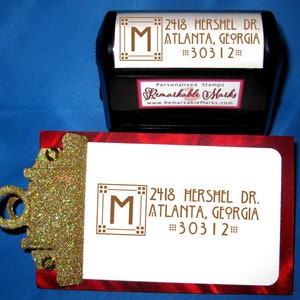 M
2418 HERSHEL DR.
ATLANTA, GEORGIA
30312
Personalized Stamps
Remarkable Marks
www.RemarkableMarks.com
M
2418 HERSHEL DR.
ATLANTA, GEORGIA
30312